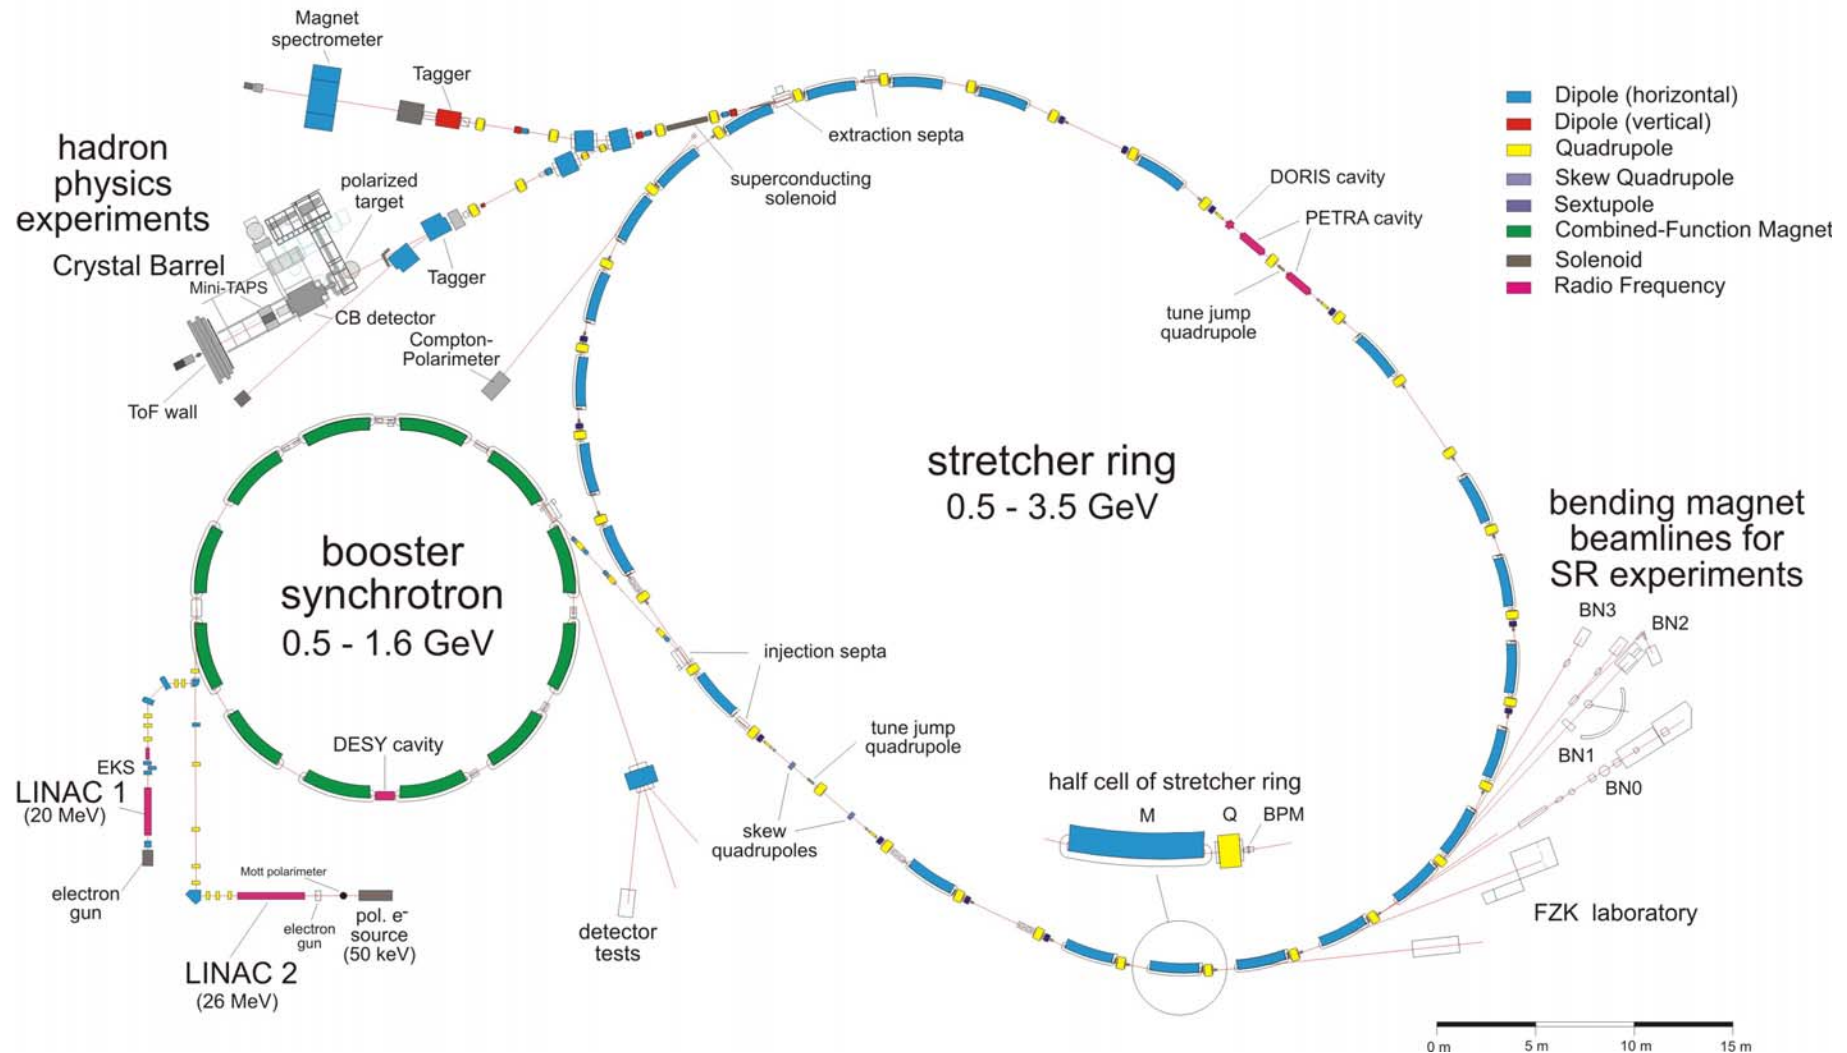 Magnet
spectrometer
Tagger
hadron
physics
experiments
polarized
target
Crystal Barrel
Mini-TAPS
Tagger
CB detector
Compton-
Polarimeter
ToF wall
extraction septa
superconducting
solenoid
DORIS cavity
PETRA cavity
tune jump
quadrupole
Dipole (horizontal)
Dipole (vertical)
Quadrupole
Skew Quadrupole
Sextupole
Combined-Function Magnet
Solenoid
Radio Frequency
stretcher ring
0.5 - 3.5 GeV
booster
synchrotron
0.5 - 1.6 GeV
DESY cavity
injection septa
tune jump
quadrupole
skew
quadrupoles
bending magnet
beamlines for
SR experiments
BN3
BN2
BN1
BN0
FZK laboratory
half cell of stretcher ring
M
Q
BPM
EKS
LINAC 1
(20 MeV)
electron
gun
Mott polarimeter
electron
gun
pol. e⁻
source
(50 keV)
LINAC 2
(26 MeV)
detector
tests
0 m
5 m
10 m
15 m